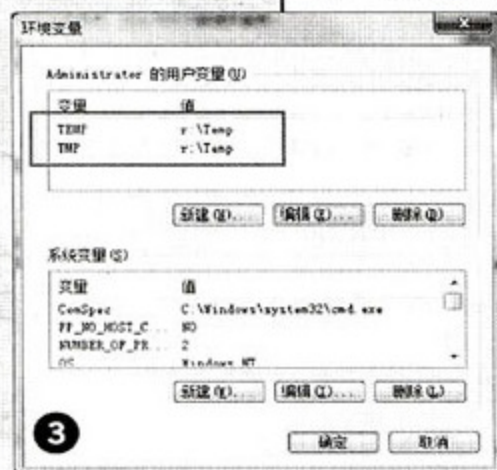 环境变量
Administrator 的用户变量(U)
变量 值
TEMP r:\Temp
TMP r:\Temp
新建(N)... 编辑(E)... 删除(D)
系统变量(S)
变量 值
ComSpec C:\Windows\system32\cmd.exe
FP_NO_HOST_C... NO
NUMBER_OF_PR... 2
OS Windows_NT
新建(W)... 编辑(I)... 删除(L)
3
确定 取消